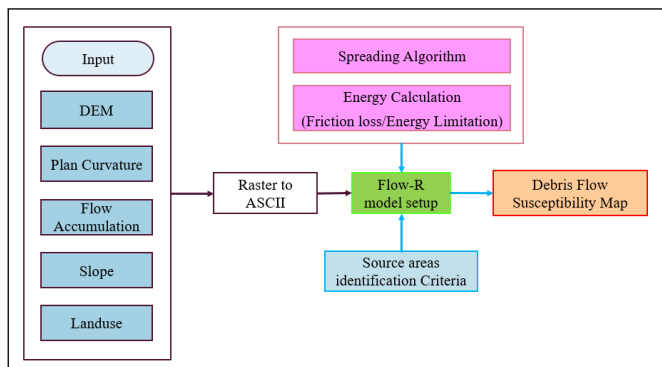 Input
DEM
Plan Curvature
Flow
Accumulation
Slope
Landuse
Raster to
ASCII
Spreading Algorithm
Energy Calculation
(Friction loss/Energy Limitation)
Flow-R
model setup
Source areas
identification Criteria
Debris Flow
Susceptibility Map